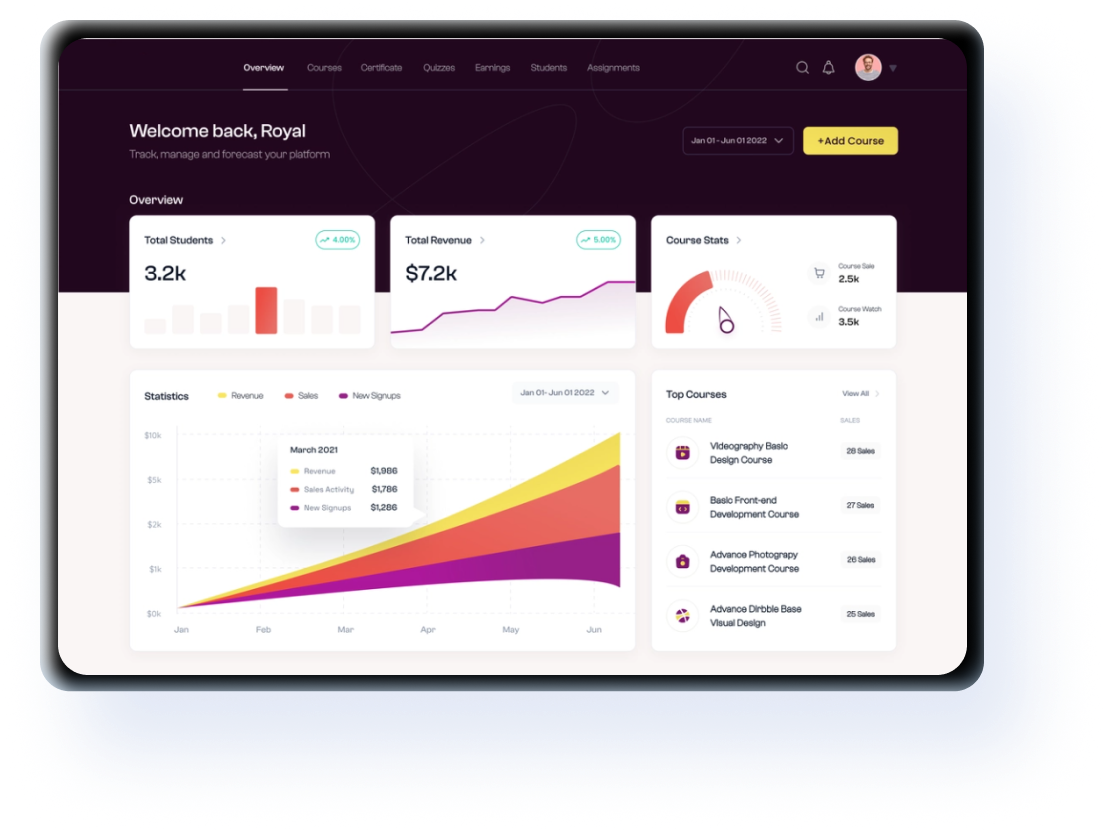 Overview Courses Certificate Quizzes Earnings Students Assignments
Welcome back, Royal
Track, manage and forecast your platform
Jan 01 - Jun 01 2022
+Add Course
Overview
Total Students
4.00%
3.2k
Total Revenue
5.00%
$7.2k
Course Stats
Course Sale
2.5k
Course Watch
3.5k
Statistics
Revenue
Sales
New Signups
Jan 01- Jun 01 2022
$10k
$5k
$2k
$1k
$0k
March 2021
Revenue $1,986
Sales Activity $1,786
New Signups $1,286
Jan Feb Mar Apr May Jun
Top Courses
View All
COURSE NAME SALES
Videography Basic
Design Course
28 Sales
Basic Front-end
Development Course
27 Sales
Advance Photograpy
Development Course
26 Sales
Advance Dirbble Base
Visual Design
25 Sales